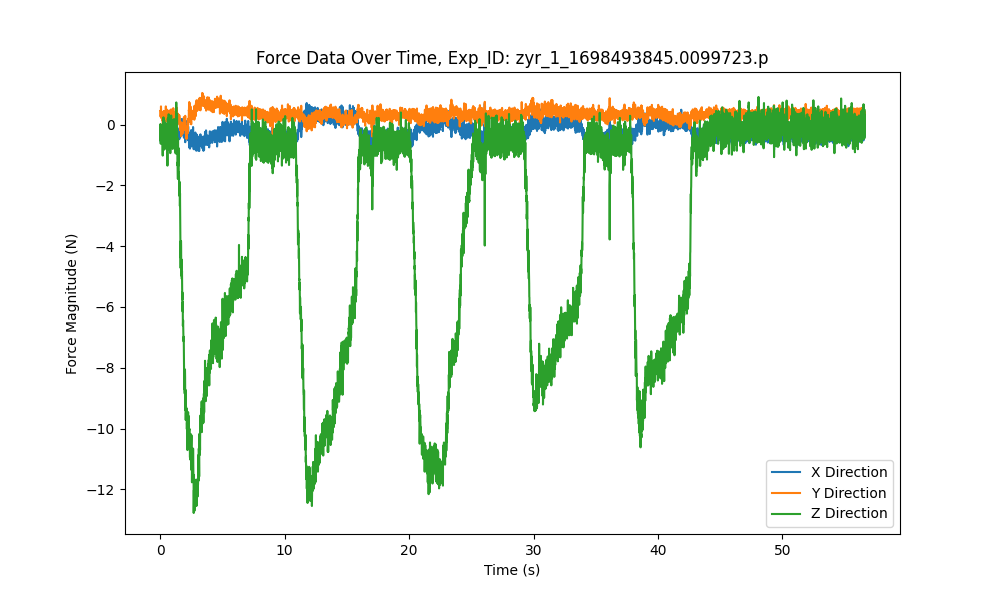 Force Data Over Time, Exp_ID: zyr_1_1698493845.0099723.p
Force Magnitude (N)
0
−2
−4
−6
−8
−10
−12
X Direction
Y Direction
Z Direction
0 10 20 30 40 50
Time (s)